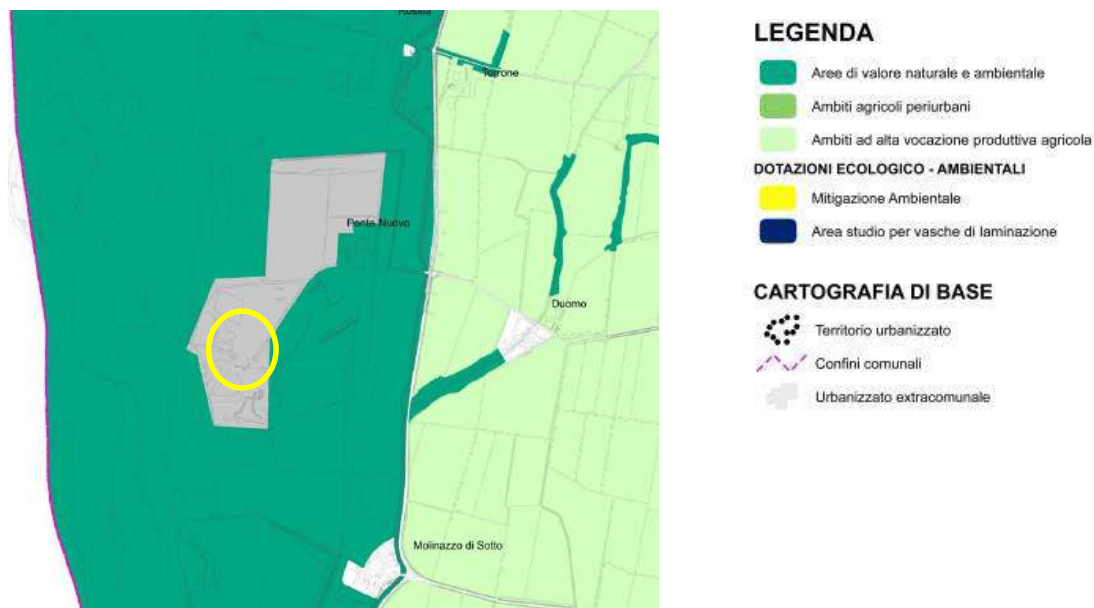 Torrone
Ponte Nuovo
Duomo
Molinazzo di Sotto
LEGENDA
Aree di valore naturale e ambientale
Ambiti agricoli periurbani
Ambiti ad alta vocazione produttiva agricola
DOTAZIONI ECOLOGICO - AMBIENTALI
Mitigazione Ambientale
Area studio per vasche di laminazione
CARTOGRAFIA DI BASE
Territorio urbanizzato
Confini comunali
Urbanizzato extracomunale